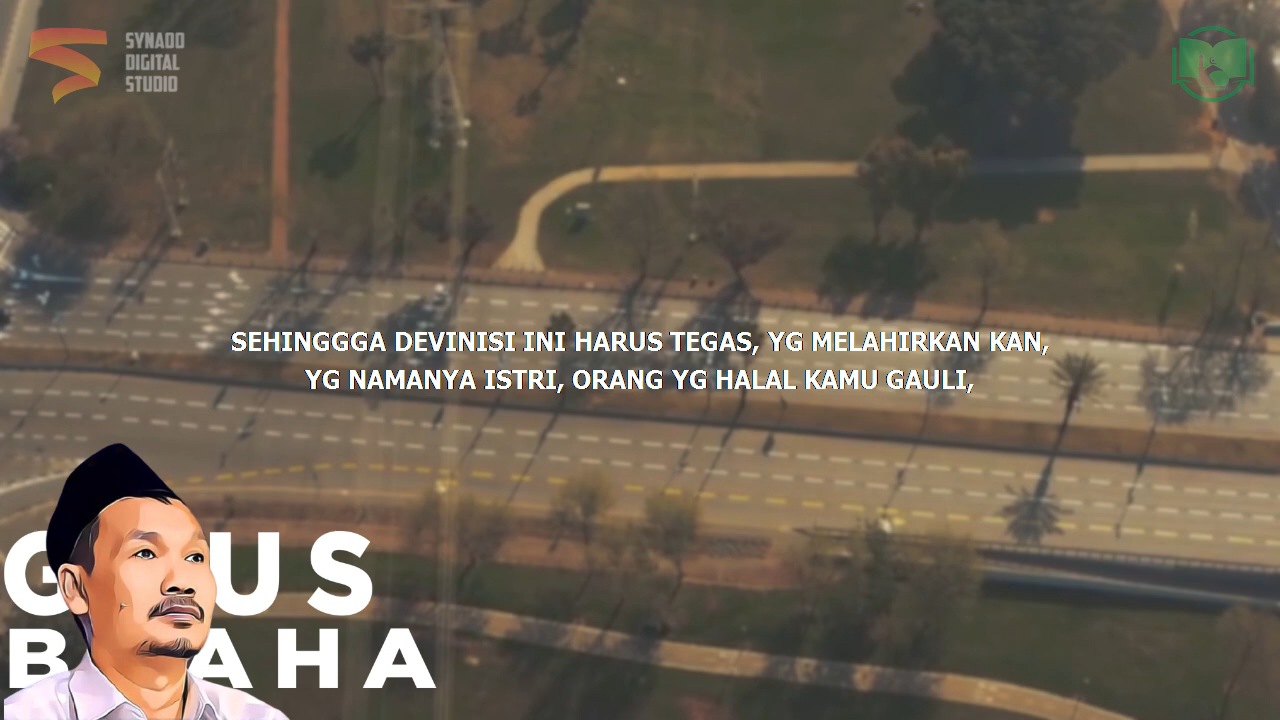 SYNADO
DIGITAL
STUDIO
SEHINGGGA DEVINISI INI HARUS TEGAS, YG MELAHIRKAN KAN,
YG NAMANYA ISTRI, ORANG YG HALAL KAMU GAULI,
GUS
BAHA